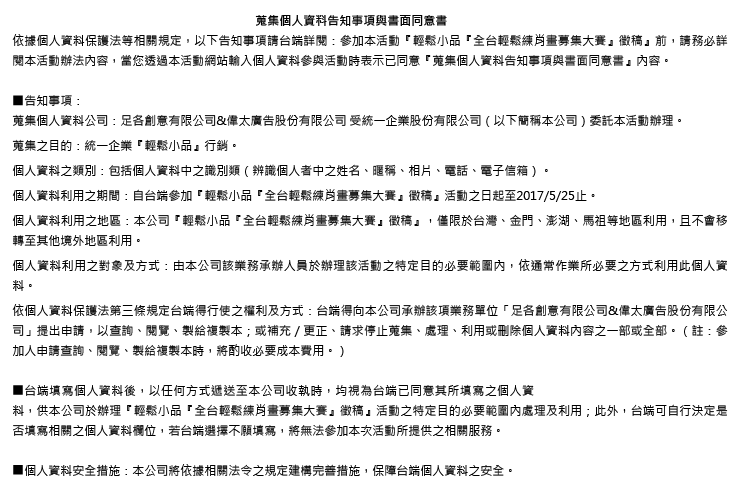 蒐集個人資料告知事項與書面同意書
依據個人資料保護法等相關規定，以下告知事項請台端詳閱：參加本活動『輕鬆小品『全台輕鬆練肖畫募集大賽』徵稿』前，請務必詳
閱本活動辦法內容，當您透過本活動網站輸入個人資料參與活動時表示已同意『蒐集個人資料告知事項與書面同意書』內容。
■告知事項：
蒐集個人資料公司：足各創意有限公司&偉太廣告股份有限公司 受統一企業股份有限公司（以下簡稱本公司）委託本活動辦理。
蒐集之目的：統一企業『輕鬆小品』行銷。
個人資料之類別：包括個人資料中之識別類（辨識個人者中之姓名、暱稱、相片、電話、電子信箱）。
個人資料利用之期間：自台端參加『輕鬆小品『全台輕鬆練肖畫募集大賽』徵稿』活動之日起至2017/5/25止。
個人資料利用之地區：本公司『輕鬆小品『全台輕鬆練肖畫募集大賽』徵稿』，僅限於台灣、金門、澎湖、馬祖等地區利用，且不會移
轉至其他境外地區利用。
個人資料利用之對象及方式：由本公司該業務承辦人員於辦理該活動之特定目的必要範圍內，依通常作業所必要之方式利用此個人資
料。
依個人資料保護法第三條規定台端得行使之權利及方式：台端得向本公司承辦該項業務單位「足各創意有限公司&偉太廣告股份有限公
司」提出申請，以查詢、閱覽、製給複製本；或補充／更正、請求停止蒐集、處理、利用或刪除個人資料內容之一部或全部。（註：參
加人申請查詢、閱覽、製給複製本時，將酌收必要成本費用。）
■台端填寫個人資料後，以任何方式遞送至本公司收執時，均視為台端已同意其所填寫之個人資
料，供本公司於辦理『輕鬆小品『全台輕鬆練肖畫募集大賽』徵稿』活動之特定目的必要範圍內處理及利用；此外，台端可自行決定是
否填寫相關之個人資料欄位，若台端選擇不願填寫，將無法參加本次活動所提供之相關服務。
■個人資料安全措施：本公司將依據相關法令之規定建構完善措施，保障台端個人資料之安全。